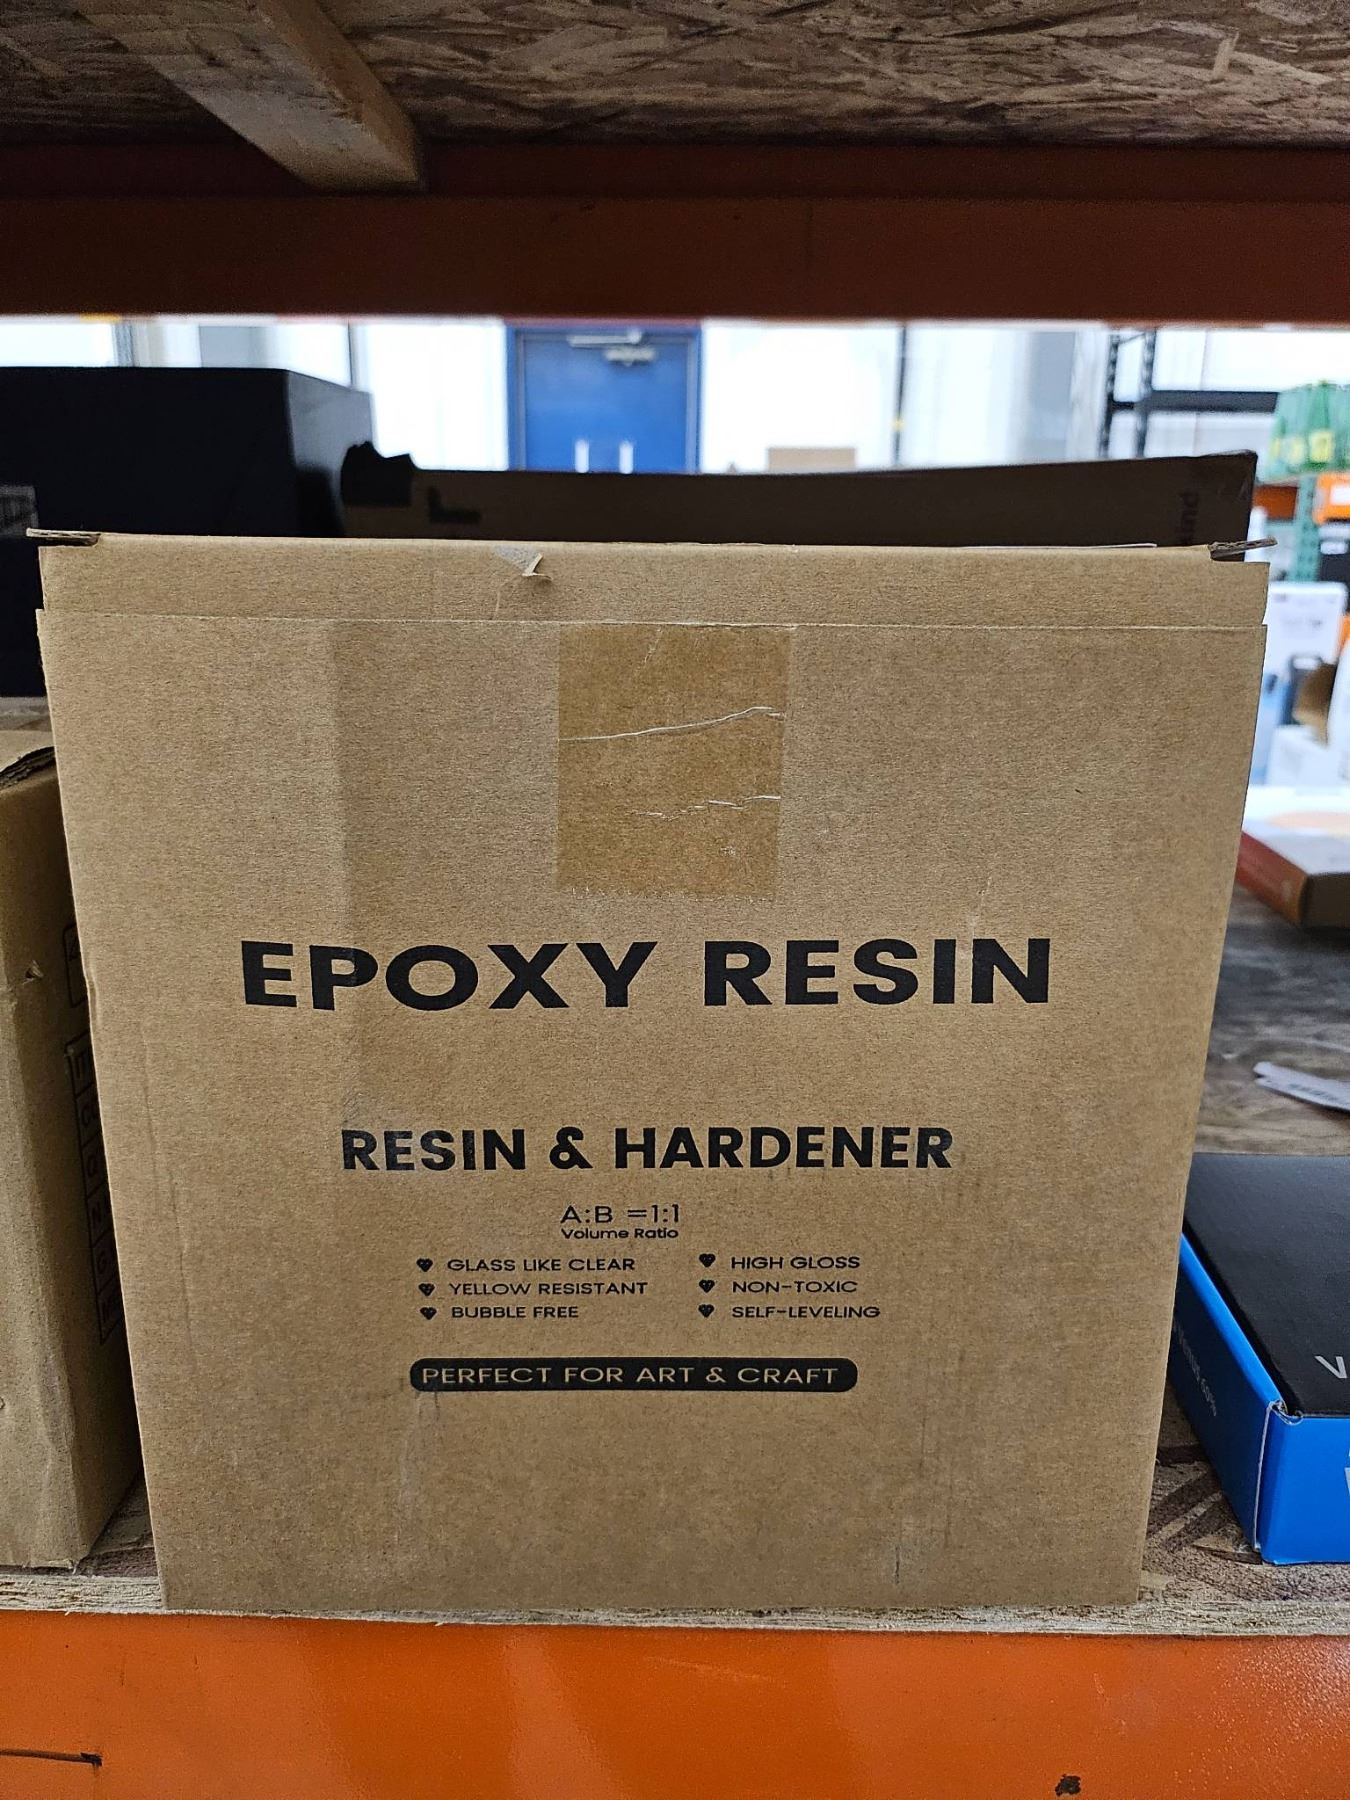 EPOXY RESIN
RESIN & HARDENER
A:B =1:1
Volume Ratio
GLASS LIKE CLEAR
HIGH GLOSS
YELLOW RESISTANT
NON-TOXIC
BUBBLE FREE
SELF-LEVELING
PERFECT FOR ART & CRAFT